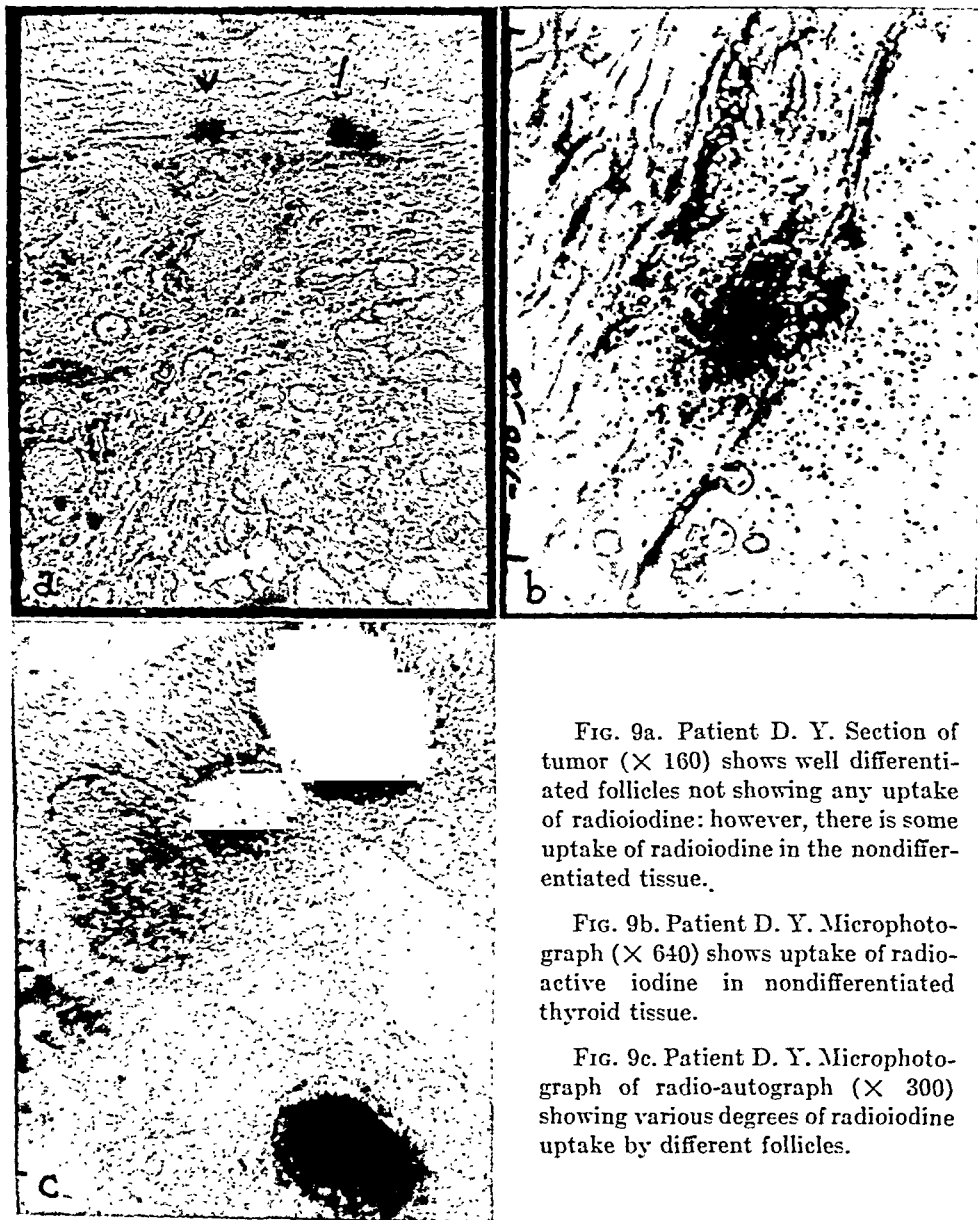 a
b
c
FIG. 9a. Patient D. Y. Section of
tumor (× 160) shows well differenti-
ated follicles not showing any uptake
of radioiodine: however, there is some
uptake of radioiodine in the nondiffer-
entiated tissue.
FIG. 9b. Patient D. Y. Microphoto-
graph (× 640) shows uptake of radio-
active iodine in nondifferentiated
thyroid tissue.
FIG. 9c. Patient D. Y. Microphoto-
graph of radio-autograph (× 300)
showing various degrees of radioiodine
uptake by different follicles.